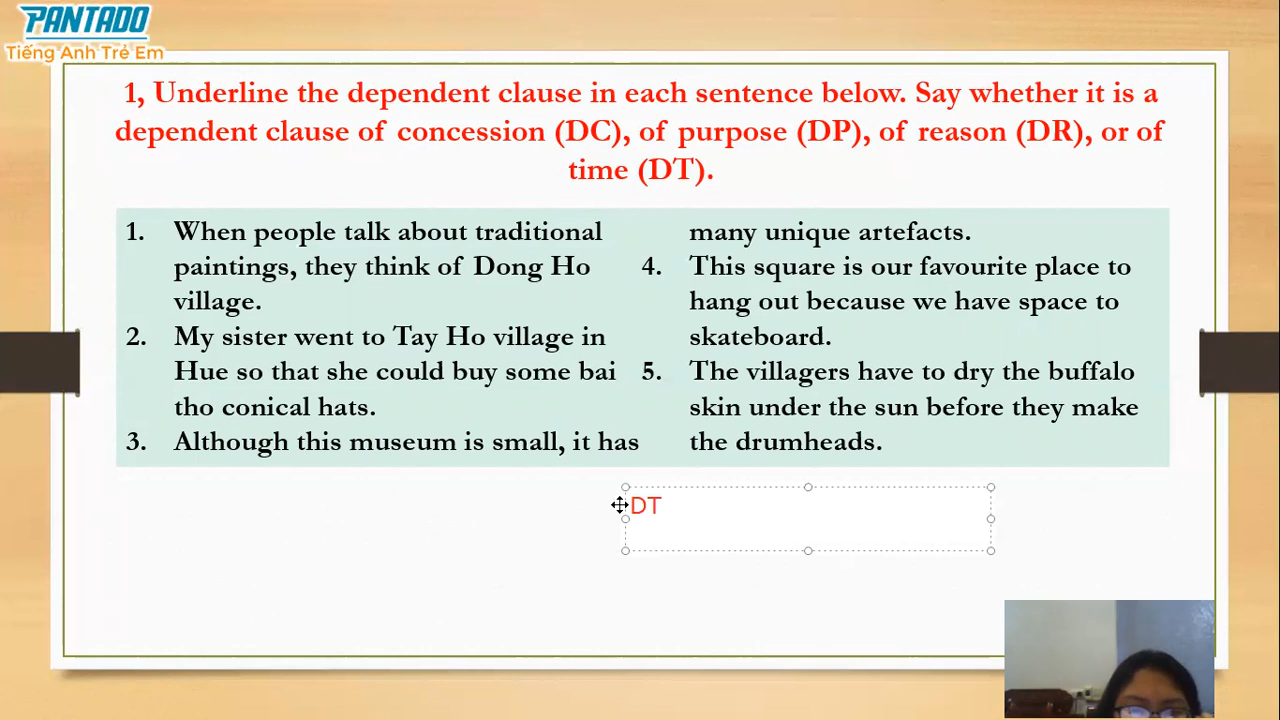 PANTADO
Tiếng Anh Trẻ Em
1, Underline the dependent clause in each sentence below. Say whether it is a
dependent clause of concession (DC), of purpose (DP), of reason (DR), or of
time (DT).
1. When people talk about traditional
paintings, they think of Dong Ho
village.
2. My sister went to Tay Ho village in
Hue so that she could buy some bai
tho conical hats.
3. Although this museum is small, it has
many unique artefacts.
4. This square is our favourite place to
hang out because we have space to
skateboard.
5. The villagers have to dry the buffalo
skin under the sun before they make
the drumheads.
DT